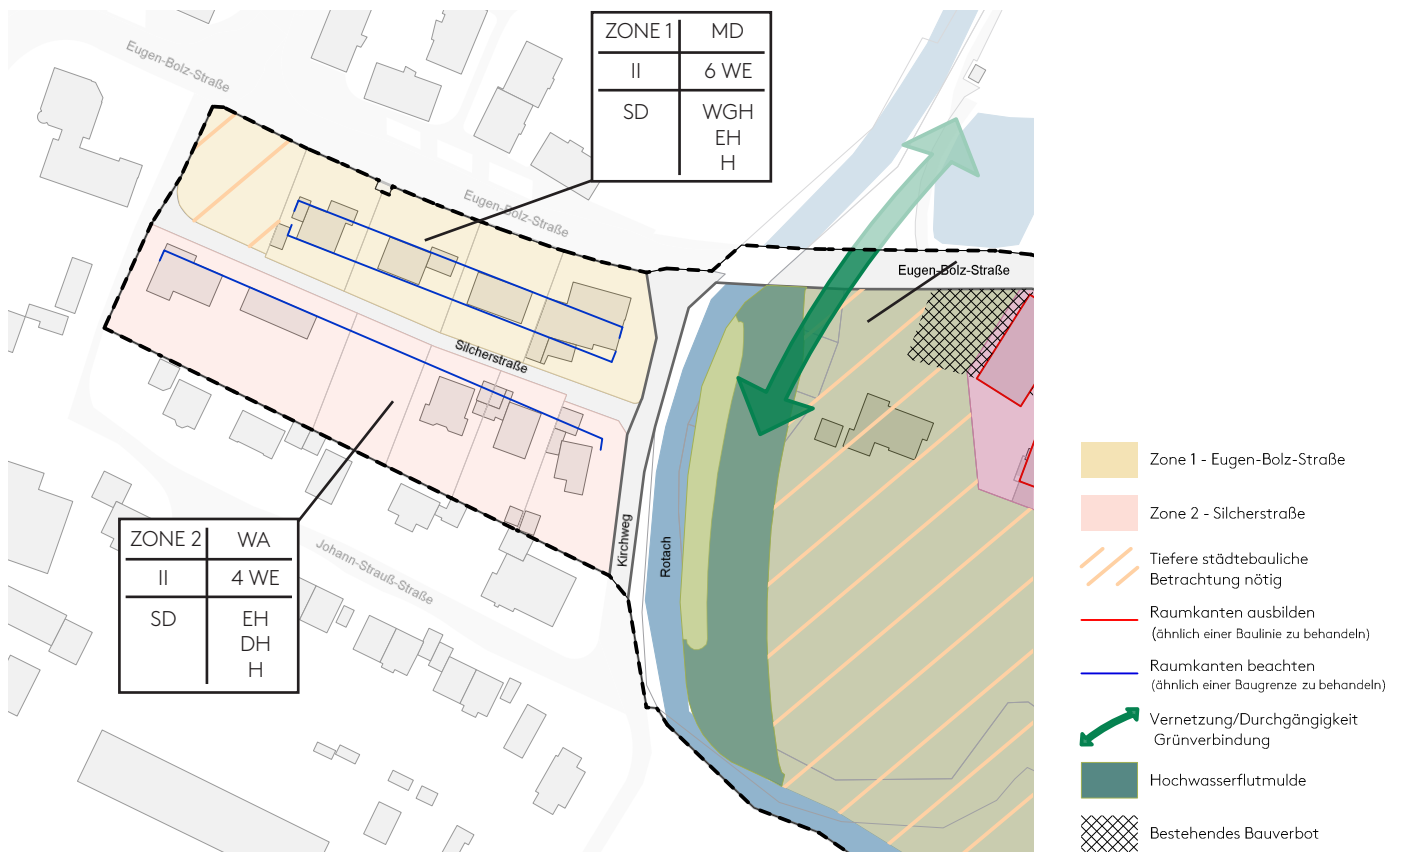 Eugen-Bolz-Straße
ZONE 1 MD
II 6 WE
SD WGH
EH
H
Eugen-Bolz-Straße
Eugen-Bolz-Straße
Silcherstraße
Kirchweg
Rotach
ZONE 2 WA
II 4 WE
SD EH
DH
H
Johann-Strauß-Straße
Zone 1 - Eugen-Bolz-Straße
Zone 2 - Silcherstraße
Tiefere städtebauliche
Betrachtung nötig
Raumkanten ausbilden
(ähnlich einer Baulinie zu behandeln)
Raumkanten beachten
(ähnlich einer Baugrenze zu behandeln)
Vernetzung/Durchgängigkeit
Grünverbindung
Hochwasserflutmulde
Bestehendes Bauverbot